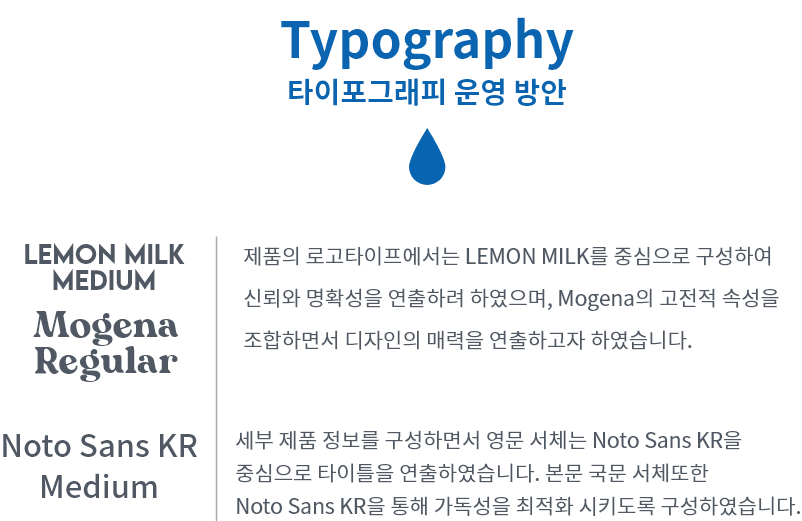 Typography
타이포그래피 운영 방안
LEMON MILK
MEDIUM
Mogena
Regular
제품의 로고타이프에서는 LEMON MILK를 중심으로 구성하여
신뢰와 명확성을 연출하려 하였으며, Mogena의 고전적 속성을
조합하면서 디자인의 매력을 연출하고자 하였습니다.
Noto Sans KR
Medium
세부 제품 정보를 구성하면서 영문 서체는 Noto Sans KR을
중심으로 타이틀을 연출하였습니다. 본문 국문 서체또한
Noto Sans KR을 통해 가독성을 최적화 시키도록 구성하였습니다.